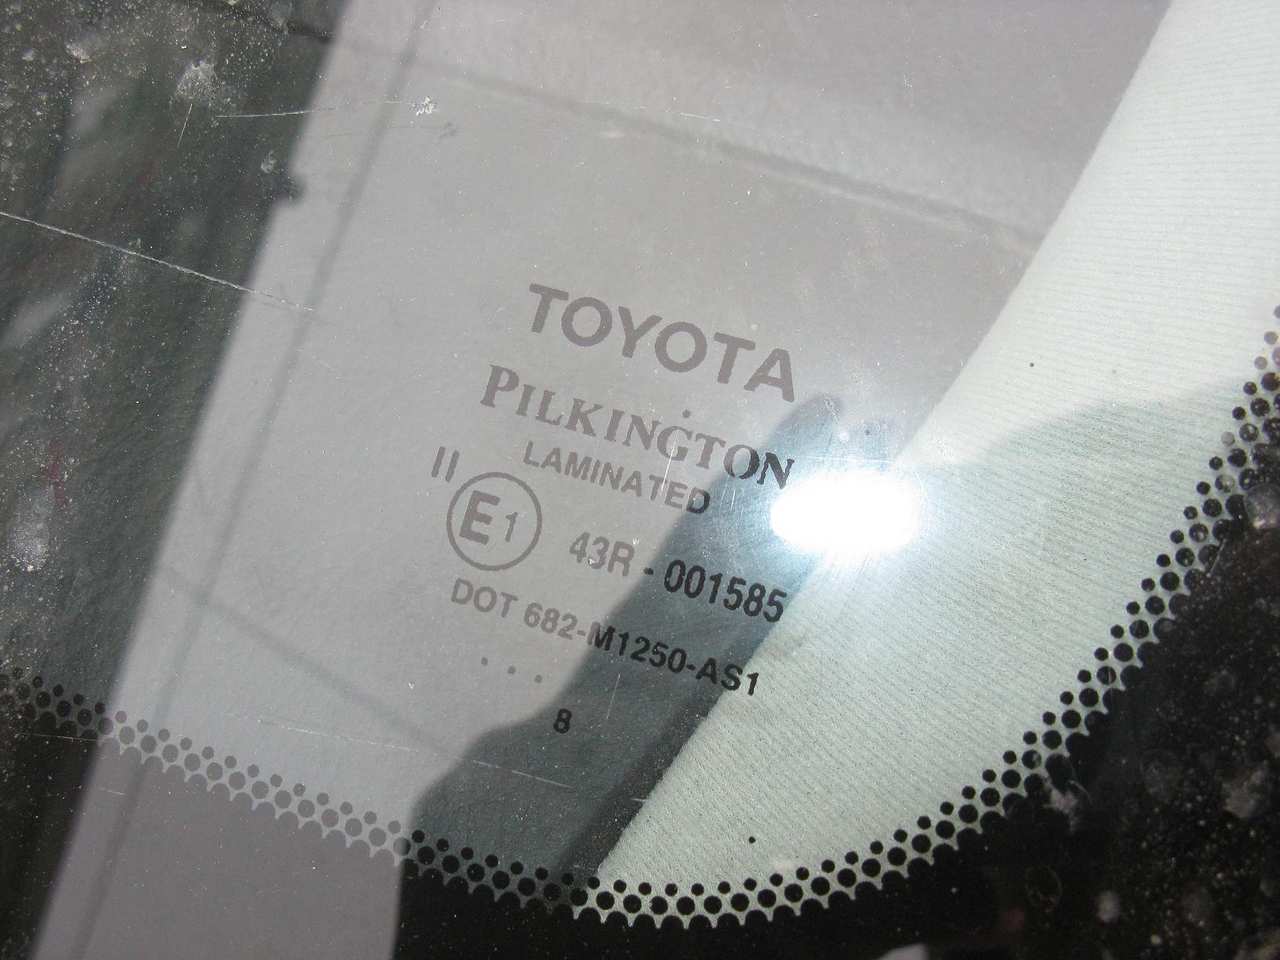 TOYOTA
PILKINGTON
LAMINATED
II
E1 43R - 001585
DOT 682-M1250-AS1
. . .
8